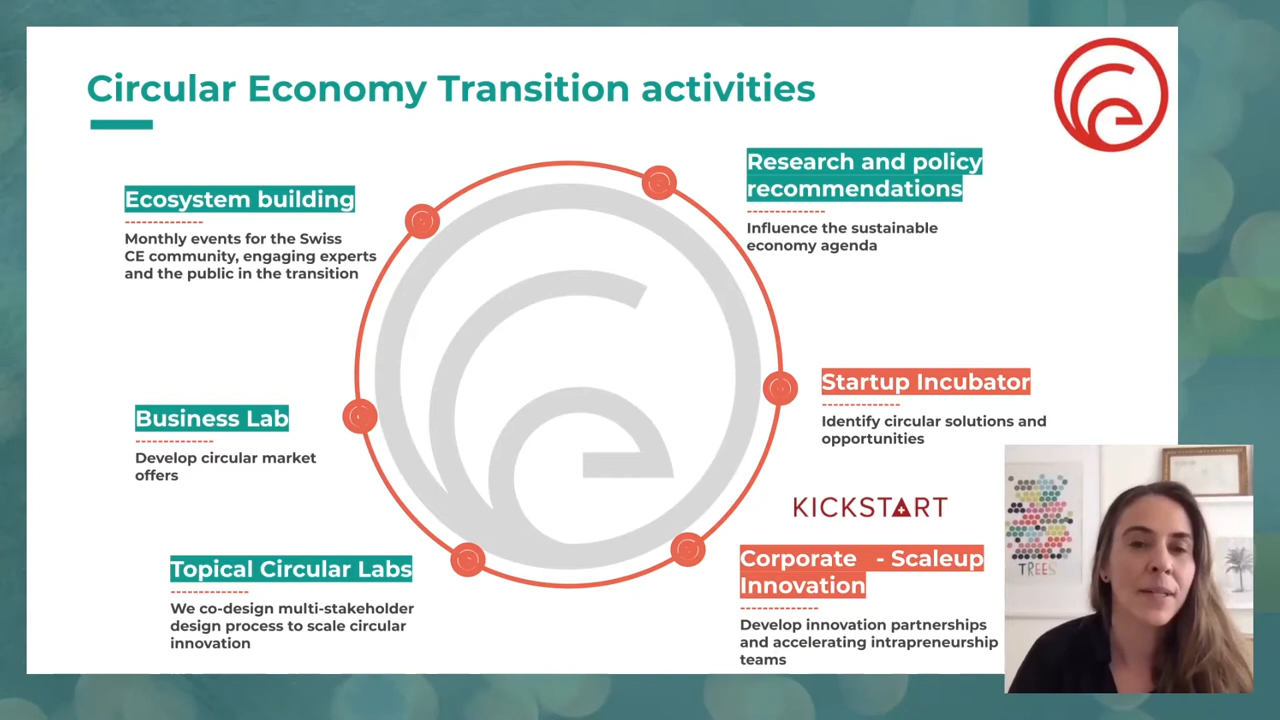 Circular Economy Transition activities
Ecosystem building
--------------
Monthly events for the Swiss
CE community, engaging experts
and the public in the transition
Research and policy
recommendations
--------------
Influence the sustainable
economy agenda
Business Lab
--------------
Develop circular market
offers
Startup Incubator
--------------
Identify circular solutions and
opportunities
Topical Circular Labs
--------------
We co-design multi-stakeholder
design process to scale circular
innovation
KICKSTART
Corporate - Scaleup
Innovation
--------------
Develop innovation partnerships
and accelerating intrapreneurship
teams
TREES